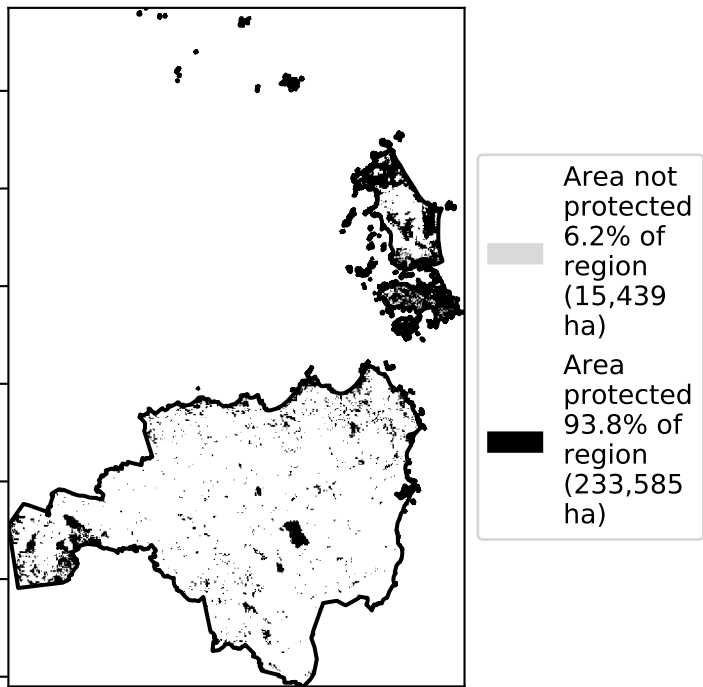 Area not
protected
6.2% of
region
(15,439
ha)
Area
protected
93.8% of
region
(233,585
ha)